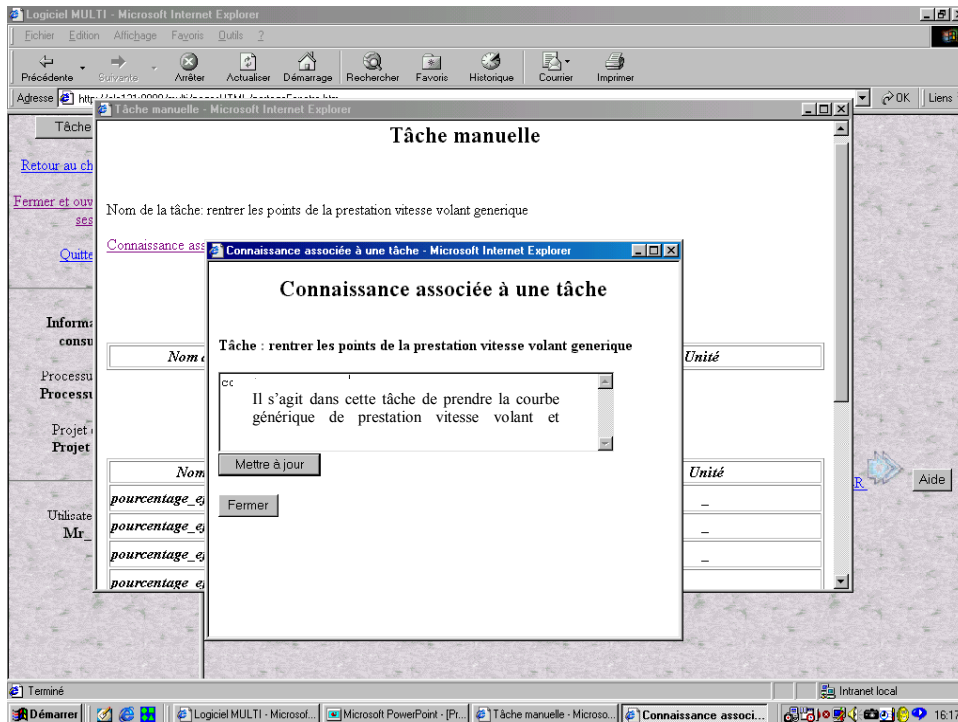 Logiciel MULTI - Microsoft Internet Explorer
Fichier Edition Affichage Favoris Outils ?
Précédente Suivante Arrêter Actualiser Démarrage Rechercher Favoris Historique Courrier Imprimer
Adresse OK Liens
Tâche manuelle - Microsoft Internet Explorer
Tâche
Tâche manuelle
Retour au ch
Fermer et ouv
ses
Nom de la tâche: rentrer les points de la prestation vitesse volant generique
Quitte
Connaissance ass
Connaissance associée à une tâche - Microsoft Internet Explorer
Connaissance associée à une tâche
Informa
consu
Tâche : rentrer les points de la prestation vitesse volant generique
Nom d
Unité
Processu
Processu
Il s'agit dans cette tâche de prendre la courbe
générique de prestation vitesse volant et
Projet
Projet
Mettre à jour
Nom
Unité
R
Aide
pourcentage_ej
_
Fermer
Utilisate
Mr_
pourcentage_ej
_
pourcentage_ej
_
pourcentage_ej
Terminé
Intranet local
Démarrer
Logiciel MULTI - Microsof...
Microsoft PowerPoint - [Pr...
Tâche manuelle - Microso...
Connaissance associ...
16:17